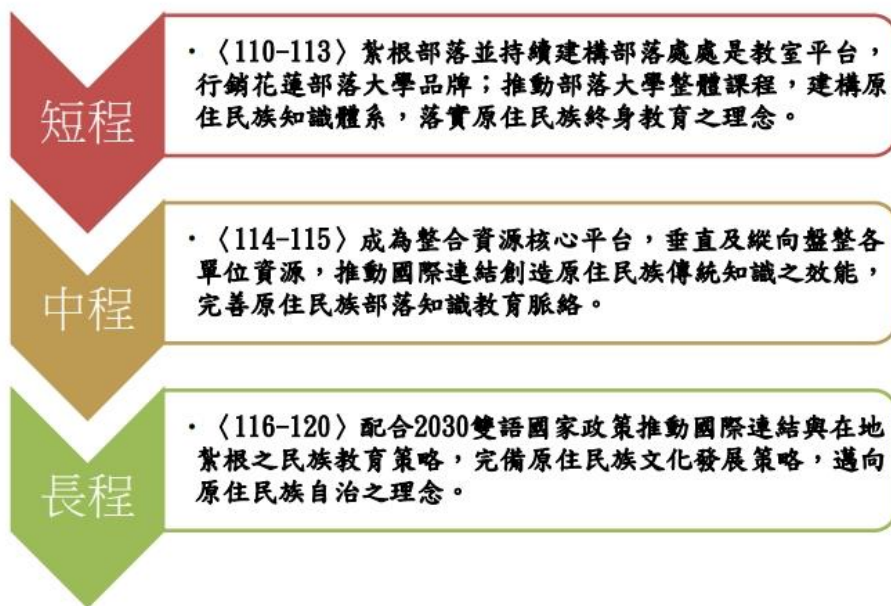 短程
·〈110-113〉紮根部落並持續建構部落處處是教室平台，
行銷花蓮部落大學品牌；推動部落大學整體課程，建構原
住民族知識體系，落實原住民族終身教育之理念。
中程
·〈114-115〉成為整合資源核心平台，垂直及縱向盤整各
單位資源，推動國際連結創造原住民族傳統知識之效能，
完善原住民族部落知識教育脈絡。
長程
·〈116-120〉配合2030雙語國家政策推動國際連結與在地
紮根之民族教育策略，完備原住民族文化發展策略，邁向
原住民族自治之理念。